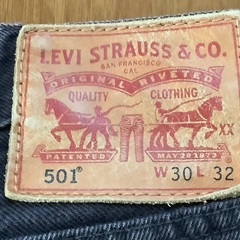 LEVI STRAUSS & CO.
SAN FRANCISCO
CAL
ORIGINAL RIVETED
QUALITY CLOTHING
XX
PATENTED MAY 20 1873
501® W 30 L 32